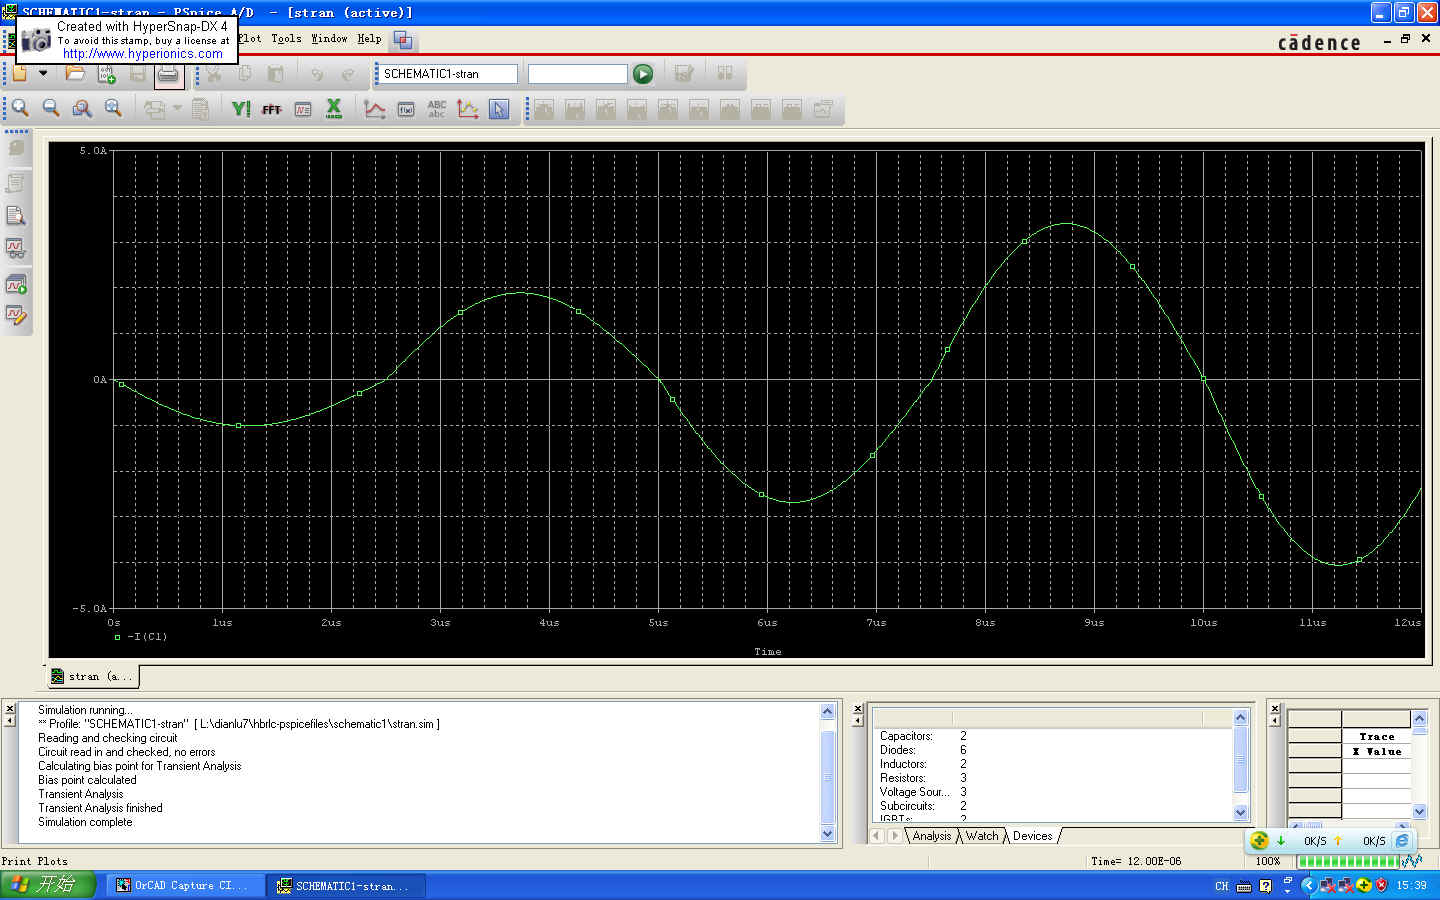 SCHEMATIC1-stran - PSpice A/D  - [stran (active)]
Created with HyperSnap-DX 4
To avoid this stamp, buy a license at
http://www.hyperionics.com
Plot Tools Window Help
cādence
SCHEMATIC1-stran
FFT
ABC
abc
5.0A
0A
-5.0A
0s 1us 2us 3us 4us 5us 6us 7us 8us 9us 10us 11us 12us
-I(C1)
Time
stran (a...
Simulation running...
** Profile: "SCHEMATIC1-stran"  [ L:\dianlu7\hbrlc-pspicefiles\schematic1\stran.sim ]
Reading and checking circuit
Circuit read in and checked, no errors
Calculating bias point for Transient Analysis
Bias point calculated
Transient Analysis
Transient Analysis finished
Simulation complete
Capacitors: 2
Diodes: 6
Inductors: 2
Resistors: 3
Voltage Sour... 3
Subcircuits: 2
IGBTs: 2
Analysis Watch Devices
Trace
X Value
0K/S 0K/S
Print Plots
Time= 12.00E-06
100%
开始
OrCAD Capture CI...
SCHEMATIC1-stran...
CH
15:39